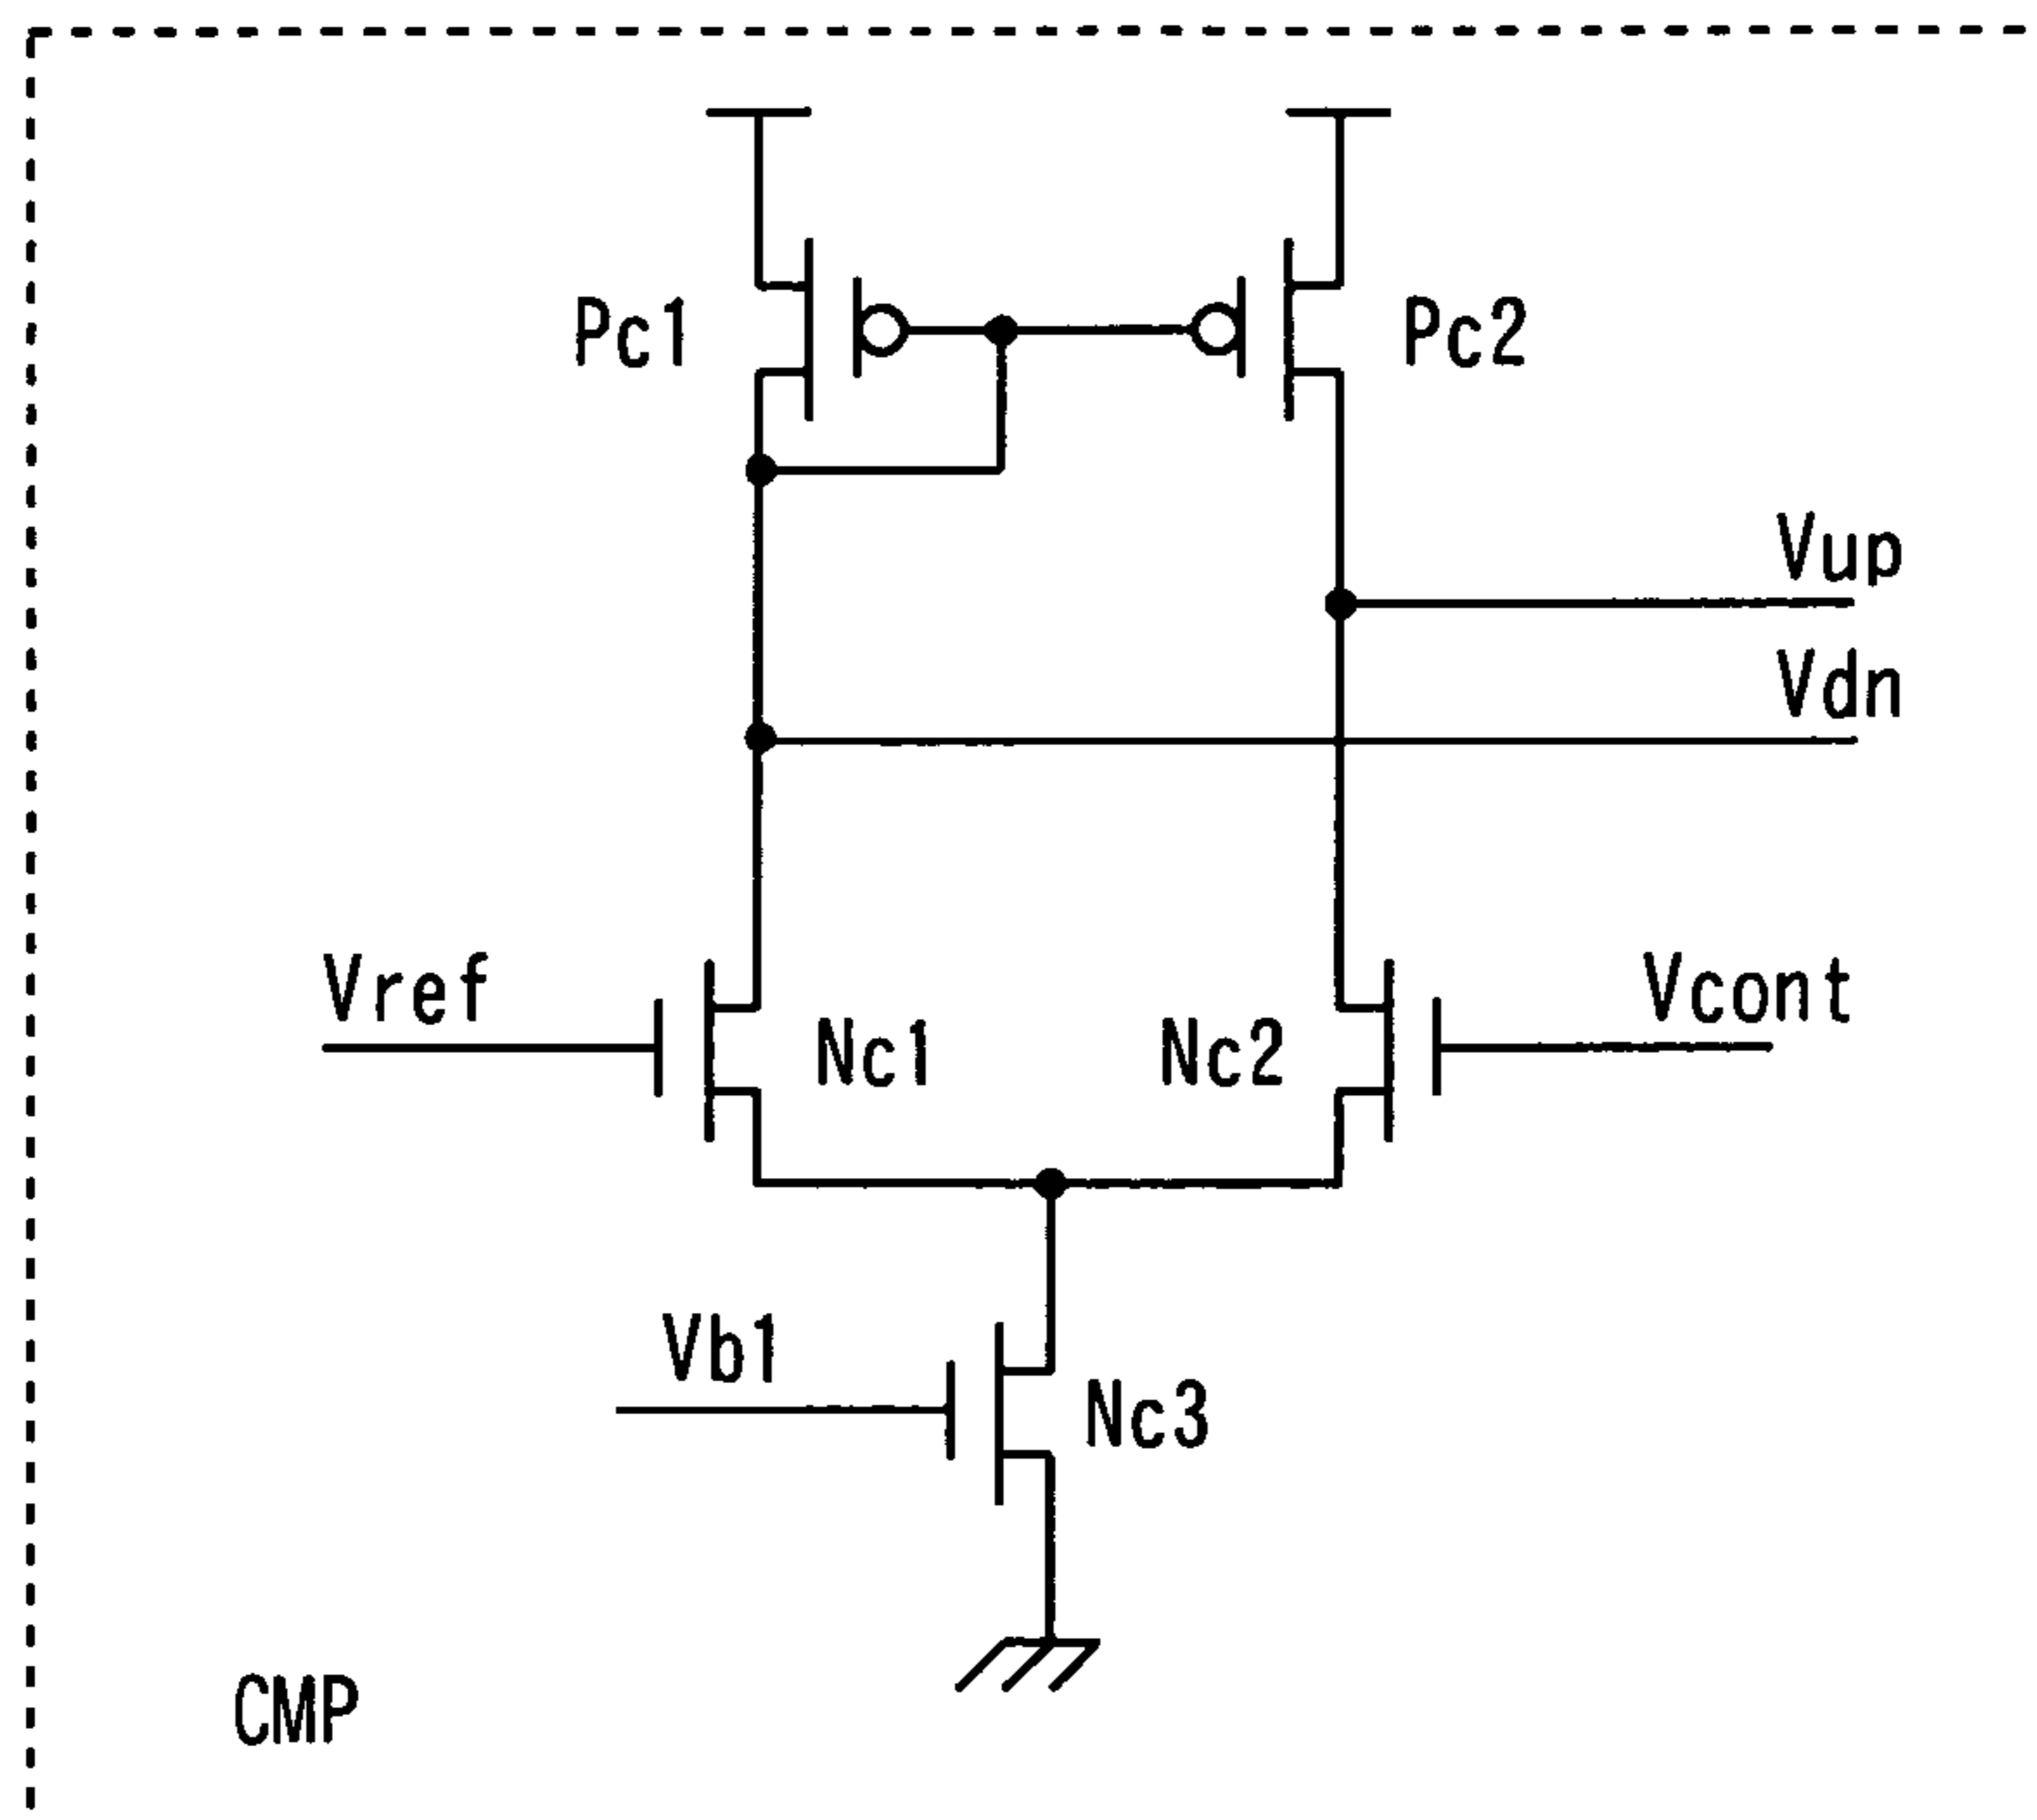 Pc1
Pc2
Vup
Vdn
Vref
Nc1
Nc2
Vcont
Vb1
Nc3
CMP